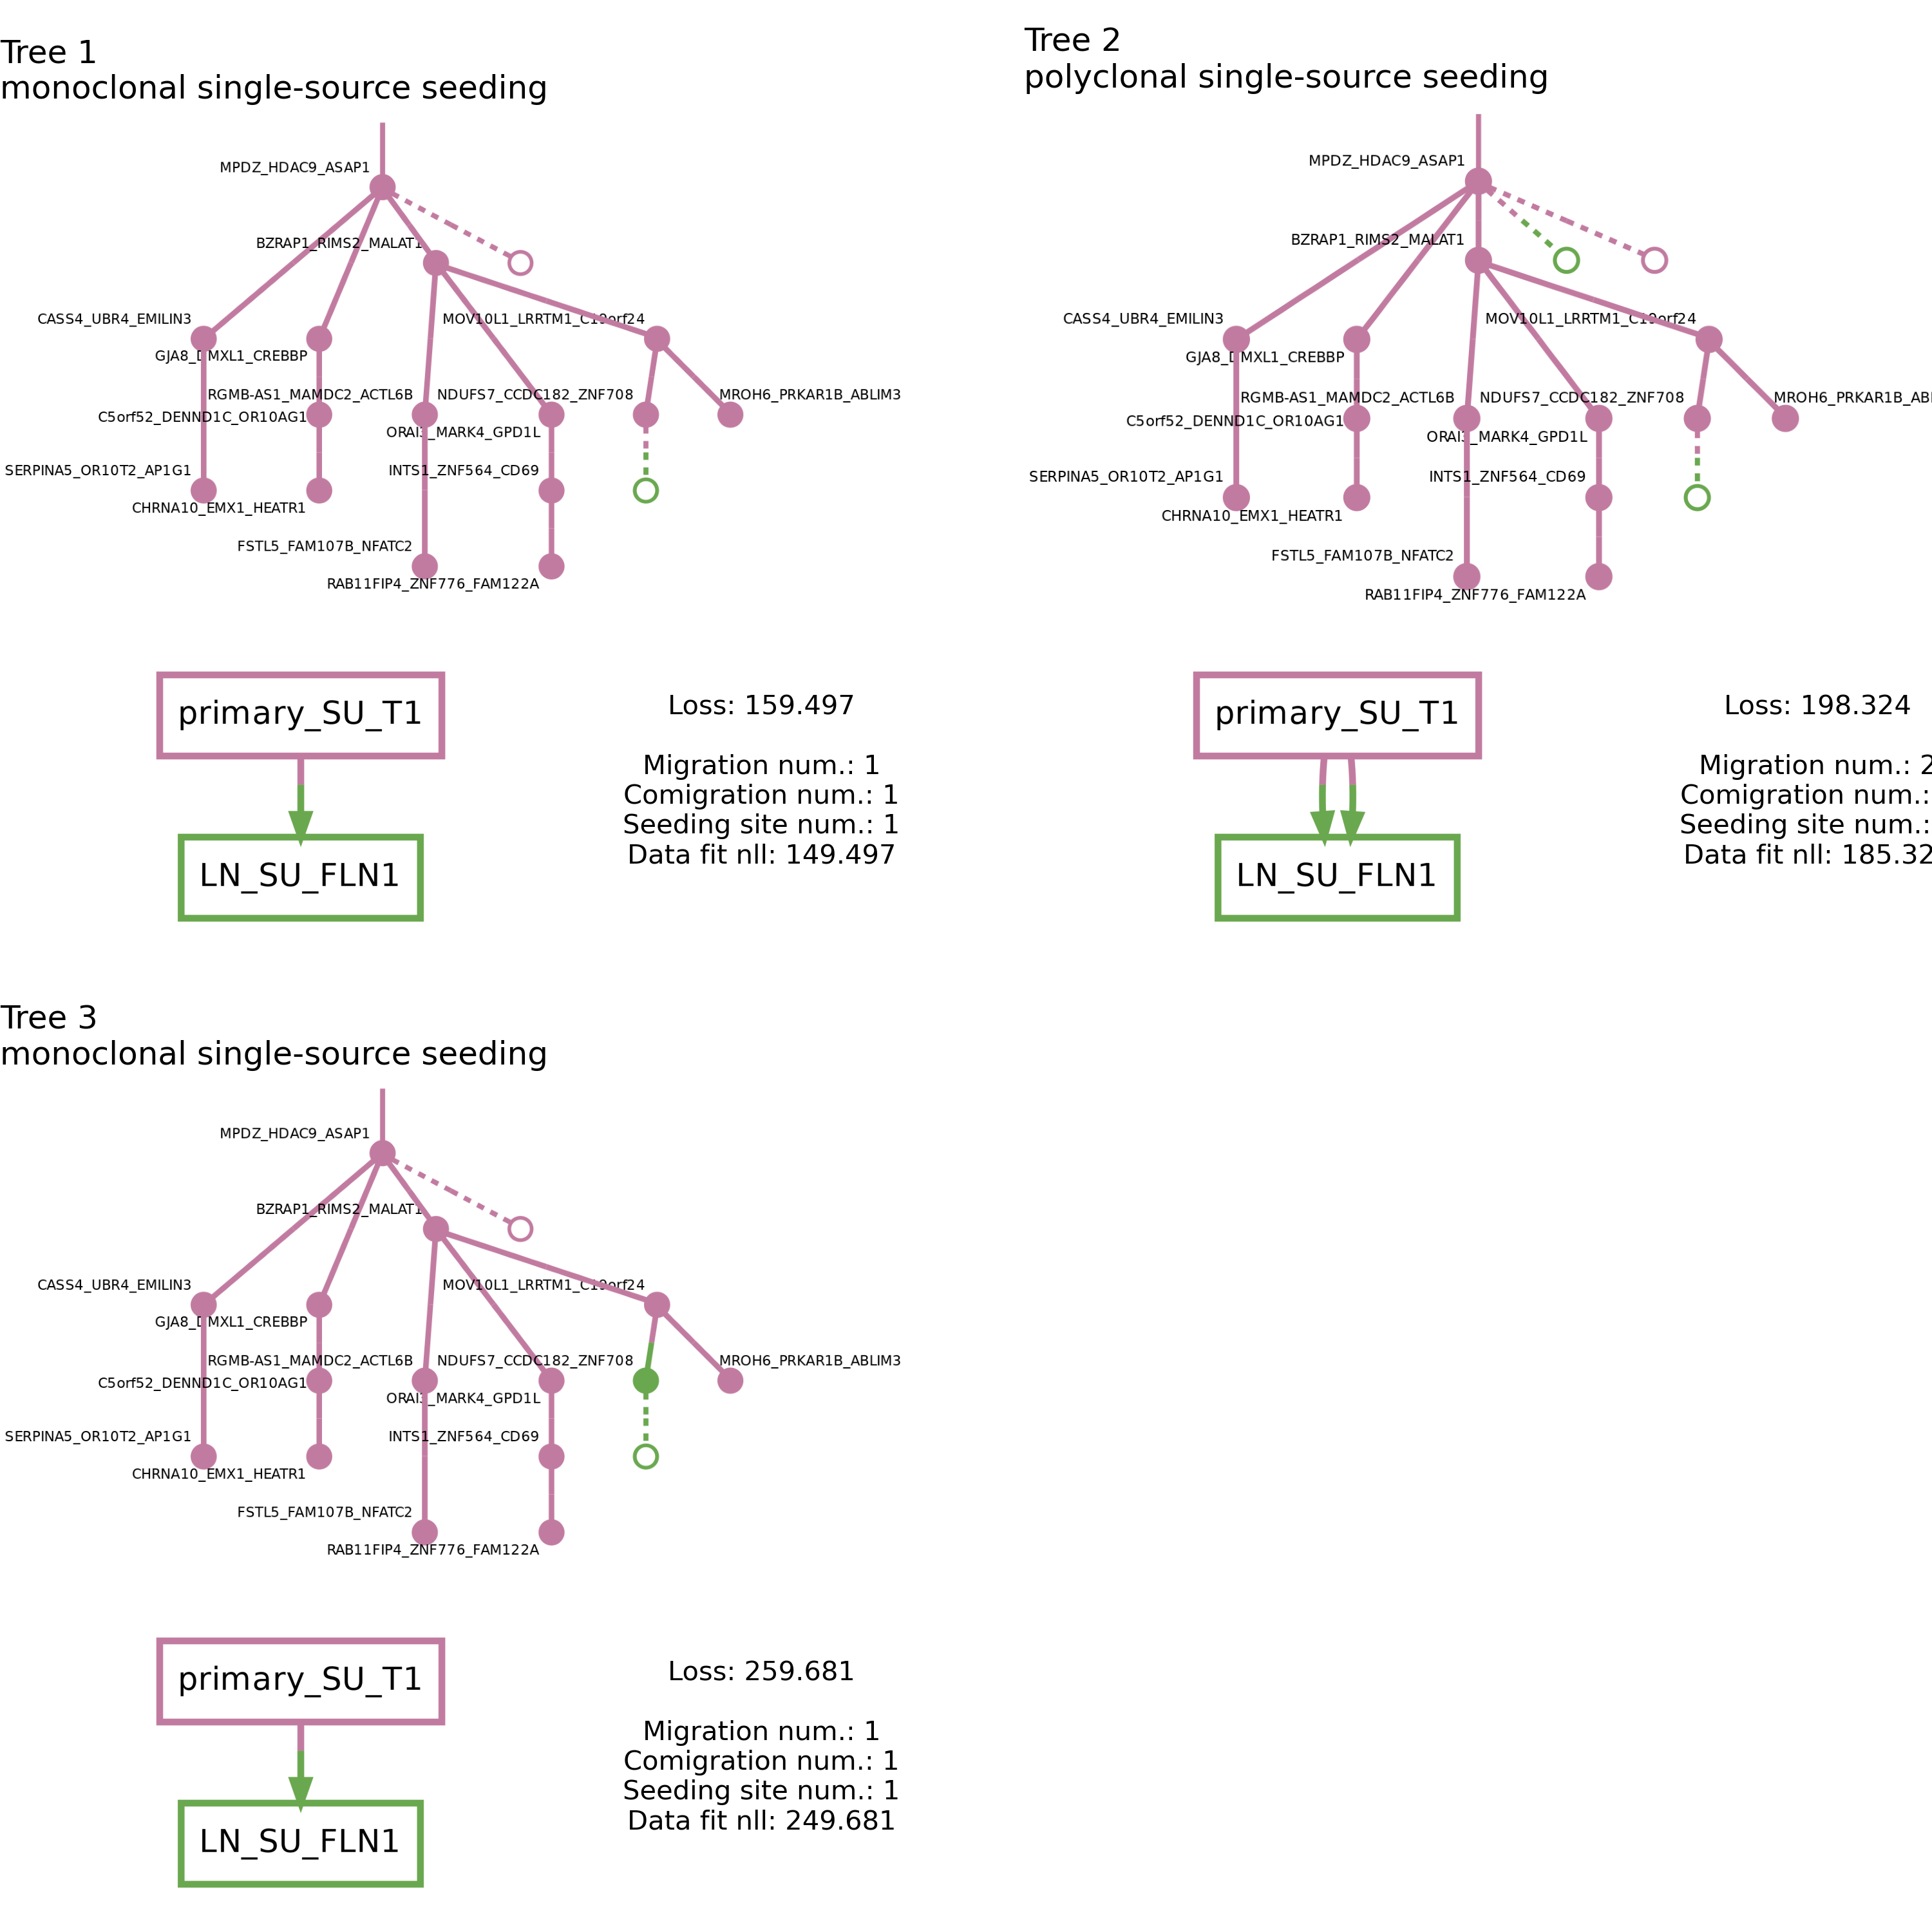 Tree 1
monoclonal single-source seeding
MPDZ_HDAC9_ASAP1
BZRAP1_RIMS2_MALAT1
CASS4_UBR4_EMILIN3
MOV10L1_LRRTM1_C19orf24
GJA8_DMXL1_CREBBP
RGMB-AS1_MAMDC2_ACTL6B
NDUFS7_CCDC182_ZNF708
MROH6_PRKAR1B_ABLIM3
C5orf52_DENND1C_OR10AG1
ORAI3_MARK4_GPD1L
SERPINA5_OR10T2_AP1G1
INTS1_ZNF564_CD69
CHRNA10_EMX1_HEATR1
FSTL5_FAM107B_NFATC2
RAB11FIP4_ZNF776_FAM122A
primary_SU_T1
LN_SU_FLN1
Loss: 159.497
Migration num.: 1
Comigration num.: 1
Seeding site num.: 1
Data fit nll: 149.497
Tree 2
polyclonal single-source seeding
MPDZ_HDAC9_ASAP1
BZRAP1_RIMS2_MALAT1
CASS4_UBR4_EMILIN3
MOV10L1_LRRTM1_C19orf24
GJA8_DMXL1_CREBBP
RGMB-AS1_MAMDC2_ACTL6B
NDUFS7_CCDC182_ZNF708
MROH6_PRKAR1B_ABI
C5orf52_DENND1C_OR10AG1
ORAI3_MARK4_GPD1L
SERPINA5_OR10T2_AP1G1
INTS1_ZNF564_CD69
CHRNA10_EMX1_HEATR1
FSTL5_FAM107B_NFATC2
RAB11FIP4_ZNF776_FAM122A
primary_SU_T1
LN_SU_FLN1
Loss: 198.324
Migration num.: 2
Comigration num.:
Seeding site num.:
Data fit nll: 185.32
Tree 3
monoclonal single-source seeding
MPDZ_HDAC9_ASAP1
BZRAP1_RIMS2_MALAT1
CASS4_UBR4_EMILIN3
MOV10L1_LRRTM1_C19orf24
GJA8_DMXL1_CREBBP
RGMB-AS1_MAMDC2_ACTL6B
NDUFS7_CCDC182_ZNF708
MROH6_PRKAR1B_ABLIM3
C5orf52_DENND1C_OR10AG1
ORAI3_MARK4_GPD1L
SERPINA5_OR10T2_AP1G1
INTS1_ZNF564_CD69
CHRNA10_EMX1_HEATR1
FSTL5_FAM107B_NFATC2
RAB11FIP4_ZNF776_FAM122A
primary_SU_T1
LN_SU_FLN1
Loss: 259.681
Migration num.: 1
Comigration num.: 1
Seeding site num.: 1
Data fit nll: 249.681